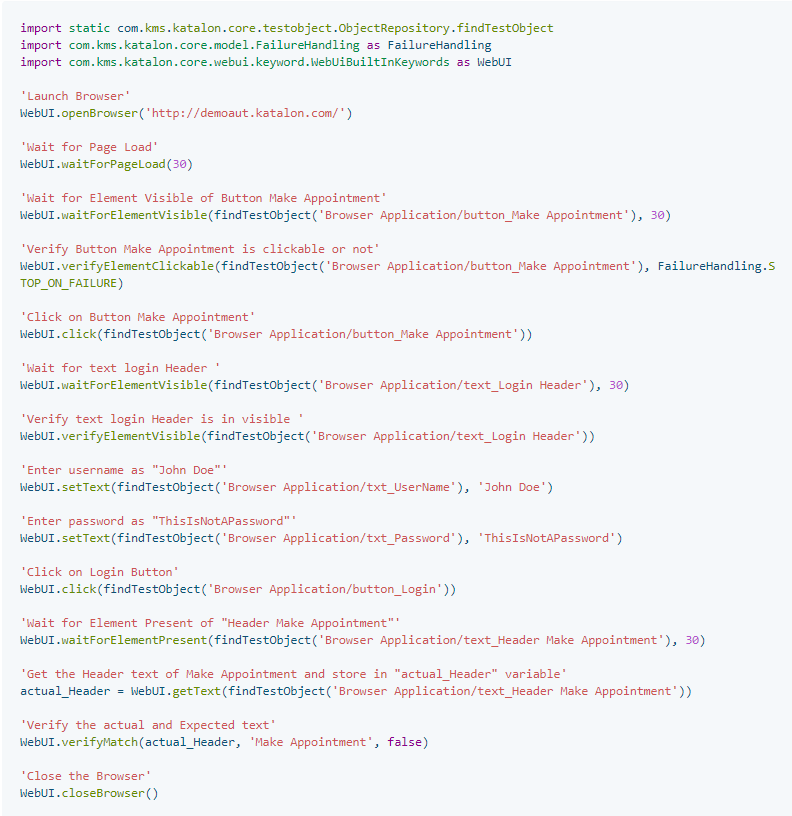 import static com.kms.katalon.core.testobject.ObjectRepository.findTestObject
import com.kms.katalon.core.model.FailureHandling as FailureHandling
import com.kms.katalon.core.webui.keyword.WebUiBuiltInKeywords as WebUI
'Launch Browser'
WebUI.openBrowser('http://demoaut.katalon.com/')
'Wait for Page Load'
WebUI.waitForPageLoad(30)
'Wait for Element Visible of Button Make Appointment'
WebUI.waitForElementVisible(findTestObject('Browser Application/button_Make Appointment'), 30)
'Verify Button Make Appointment is clickable or not'
WebUI.verifyElementClickable(findTestObject('Browser Application/button_Make Appointment'), FailureHandling.S
TOP_ON_FAILURE)
'Click on Button Make Appointment'
WebUI.click(findTestObject('Browser Application/button_Make Appointment'))
'Wait for text login Header '
WebUI.waitForElementVisible(findTestObject('Browser Application/text_Login Header'), 30)
'Verify text login Header is in visible '
WebUI.verifyElementVisible(findTestObject('Browser Application/text_Login Header'))
'Enter username as "John Doe"'
WebUI.setText(findTestObject('Browser Application/txt_UserName'), 'John Doe')
'Enter password as "ThisIsNotAPassword"'
WebUI.setText(findTestObject('Browser Application/txt_Password'), 'ThisIsNotAPassword')
'Click on Login Button'
WebUI.click(findTestObject('Browser Application/button_Login'))
'Wait for Element Present of "Header Make Appointment"'
WebUI.waitForElementPresent(findTestObject('Browser Application/text_Header Make Appointment'), 30)
'Get the Header text of Make Appointment and store in "actual_Header" variable'
actual_Header = WebUI.getText(findTestObject('Browser Application/text_Header Make Appointment'))
'Verify the actual and Expected text'
WebUI.verifyMatch(actual_Header, 'Make Appointment', false)
'Close the Browser'
WebUI.closeBrowser()